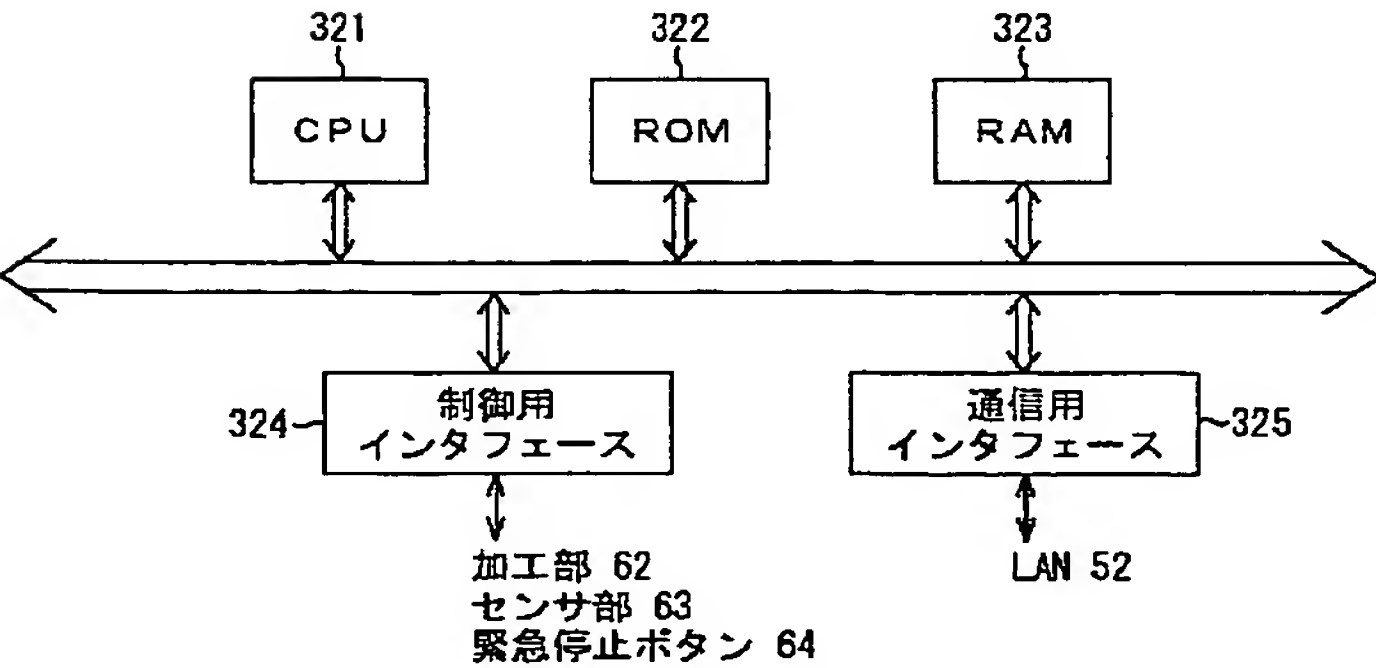 321
322
323
CPU
ROM
RAM
324
制御用
インタフェース
通信用
インタフェース
325
加工部 62
センサ部 63
緊急停止ボタン 64
LAN 52